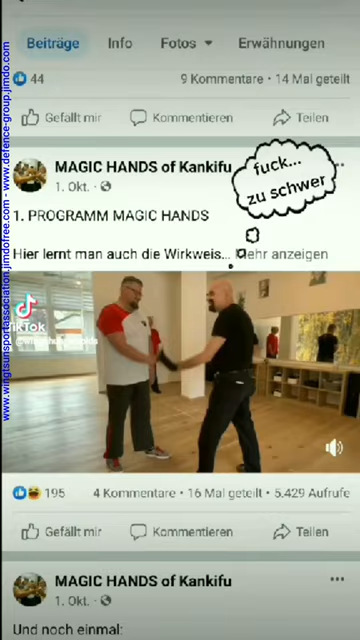 Beiträge Info Fotos Erwähnungen
44 9 Kommentare • 14 Mal geteilt
Gefällt mir Kommentieren Teilen
MAGIC HANDS of Kankifu
1. Okt.
fuck...
zu schwer
1. PROGRAMM MAGIC HANDS
Hier lernt man auch die Wirkweis... Mehr anzeigen
TikTok
195 4 Kommentare • 16 Mal geteilt • 5.429 Aufrufe
Gefällt mir Kommentieren Teilen
MAGIC HANDS of Kankifu
1. Okt.
Und noch einmal:
www.wingtsunsportassociation.jimdofree.com - www.defence-group.jimdo.com